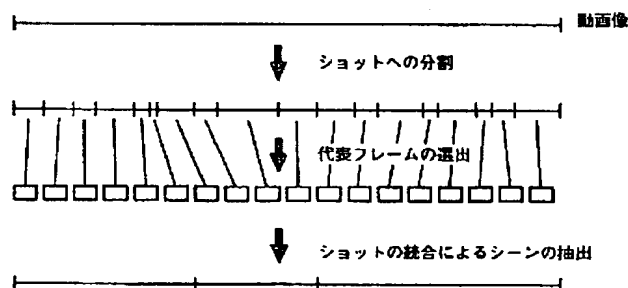 動画像
ショットへの分割
代表フレームの選出
ショットの統合によるシーンの抽出